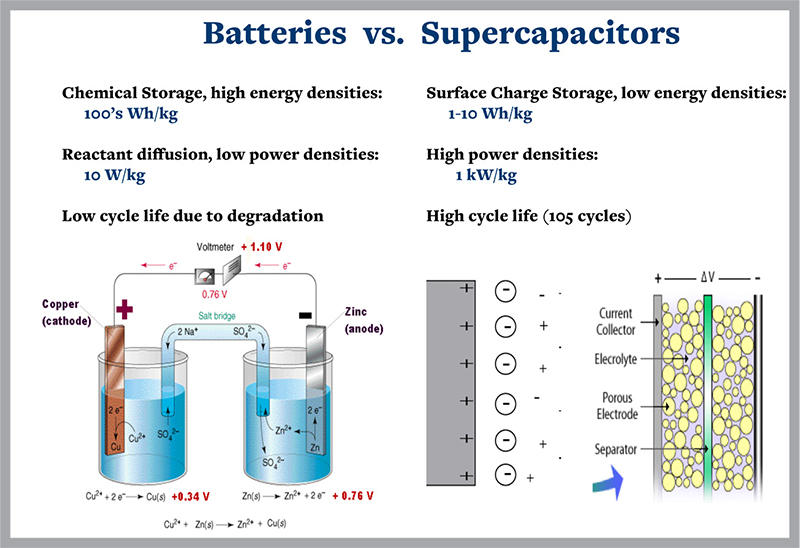 Batteries vs. Supercapacitors
Chemical Storage, high energy densities:
100's Wh/kg
Reactant diffusion, low power densities:
10 W/kg
Low cycle life due to degradation
Surface Charge Storage, low energy densities:
1-10 Wh/kg
High power densities:
1 kW/kg
High cycle life (105 cycles)
Voltmeter + 1.10 V
e⁻
e⁻
0.76 V
Copper
(cathode)
+
Salt bridge
−
Zinc
(anode)
2 Na⁺
SO₄²⁻
2 e⁻
Cu²⁺
Cu
SO₄²⁻
2 e⁻
Zn²⁺
Zn
SO₄²⁻
Cu²⁺ + 2 e⁻ → Cu(s) +0.34 V
Zn(s) → Zn²⁺ + 2 e⁻ + 0.76 V
Cu²⁺ + Zn(s) → Zn²⁺ + Cu(s)
+ ΔV -
Current
Collector
Elecrolyte
Porous
Electrode
Separator